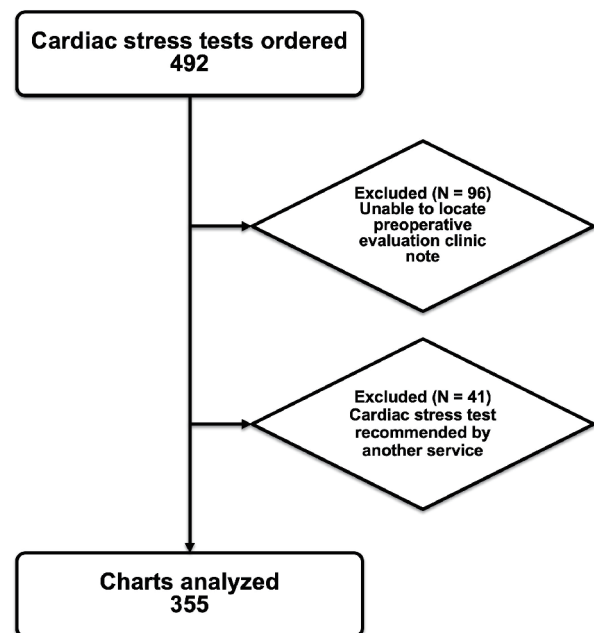 Cardiac stress tests ordered
492
Excluded (N = 96)
Unable to locate
preoperative
evaluation clinic
note
Excluded (N = 41)
Cardiac stress test
recommended by
another service
Charts analyzed
355